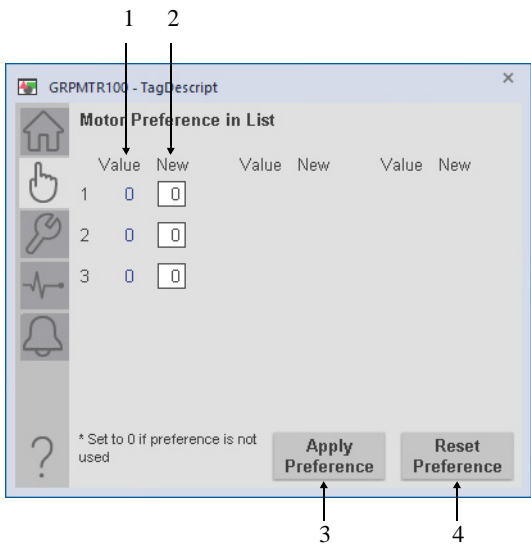 1 2
GRPMTR100 - TagDescript
Motor Preference in List
Value New Value New Value New
1 0 0
2 0 0
3 0 0
* Set to 0 if preference is not
used
Apply
Preference
Reset
Preference
3 4